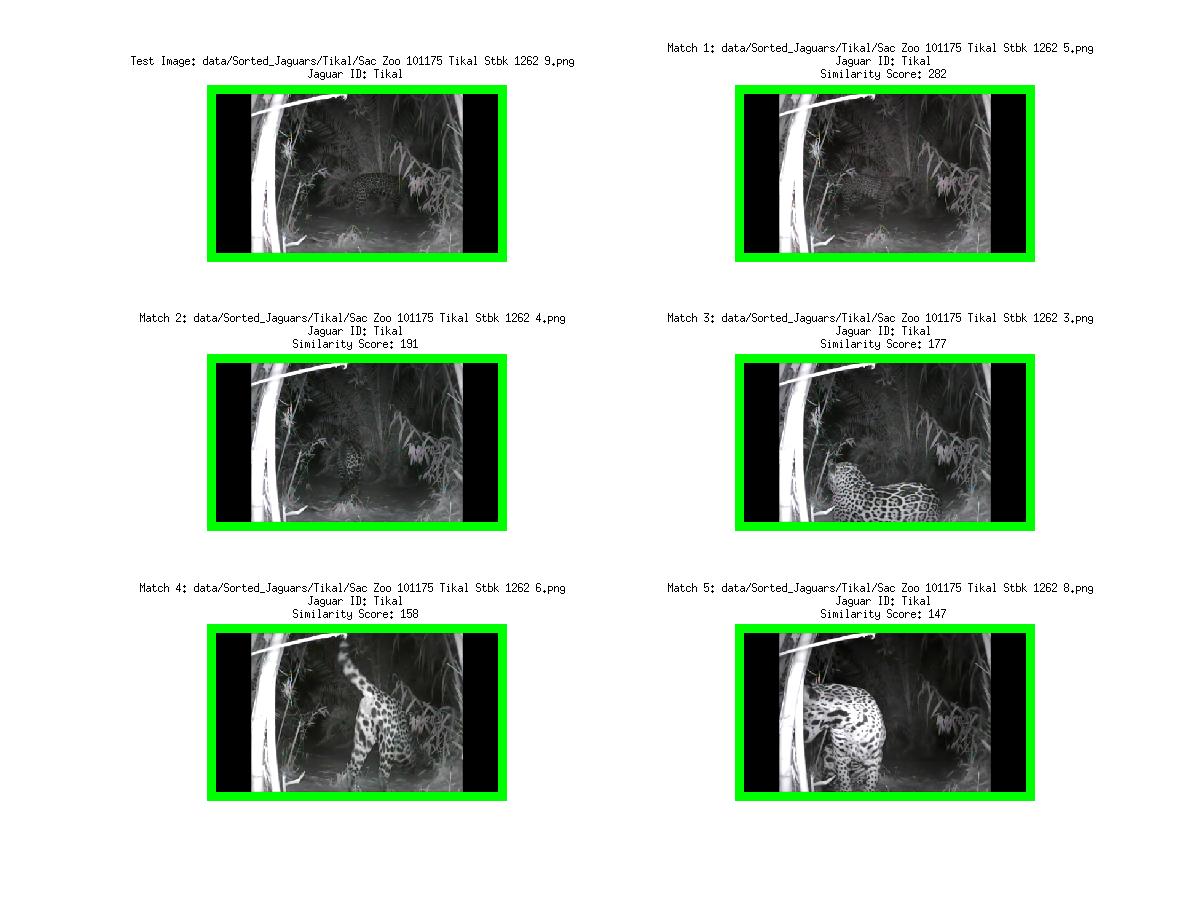 Test Image: data/Sorted_Jaguars/Tikal/Sac Zoo 101175 Tikal Stbk 1262 9.png
Jaguar ID: Tikal
Match 1: data/Sorted_Jaguars/Tikal/Sac Zoo 101175 Tikal Stbk 1262 5.png
Jaguar ID: Tikal
Similarity Score: 282
Match 2: data/Sorted_Jaguars/Tikal/Sac Zoo 101175 Tikal Stbk 1262 4.png
Jaguar ID: Tikal
Similarity Score: 191
Match 3: data/Sorted_Jaguars/Tikal/Sac Zoo 101175 Tikal Stbk 1262 3.png
Jaguar ID: Tikal
Similarity Score: 177
Match 4: data/Sorted_Jaguars/Tikal/Sac Zoo 101175 Tikal Stbk 1262 6.png
Jaguar ID: Tikal
Similarity Score: 158
Match 5: data/Sorted_Jaguars/Tikal/Sac Zoo 101175 Tikal Stbk 1262 8.png
Jaguar ID: Tikal
Similarity Score: 147